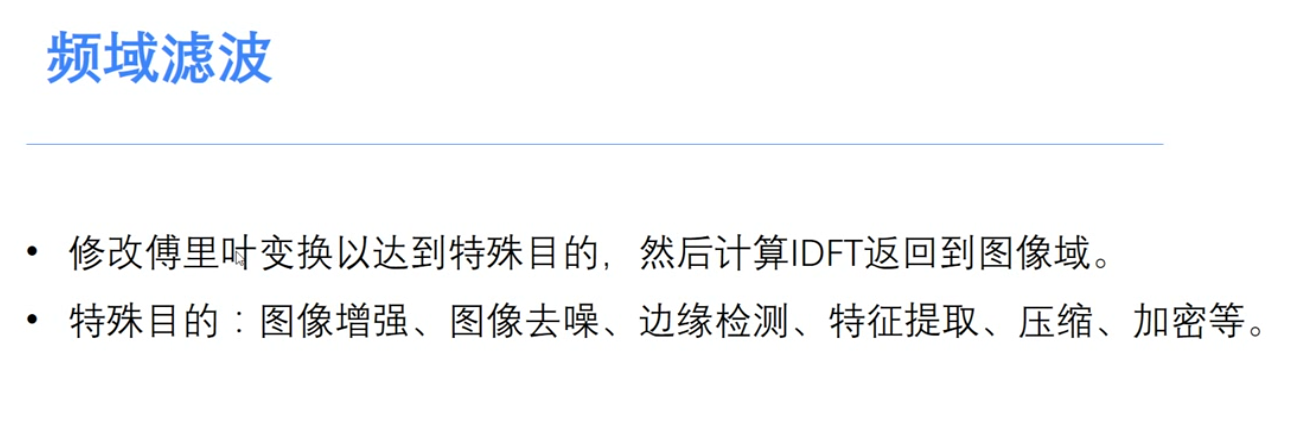 频域滤波
• 修改傅里叶变换以达到特殊目的，然后计算IDFT返回到图像域。
• 特殊目的：图像增强、图像去噪、边缘检测、特征提取、压缩、加密等。